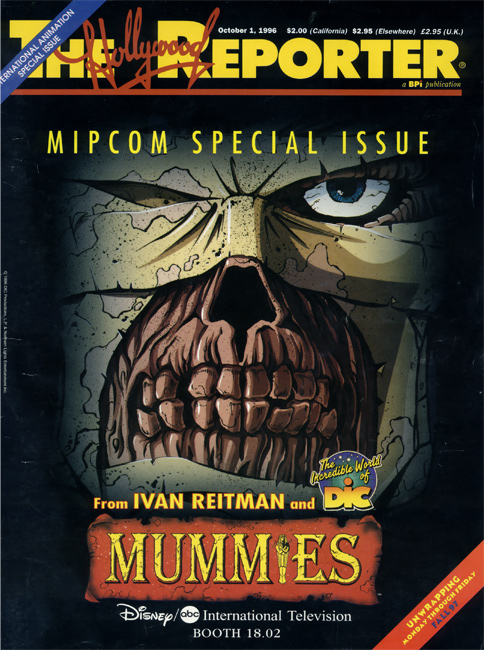 INTERNATIONAL ANIMATION
SPECIAL ISSUE
October 1, 1996 $2.00 (California) $2.95 (Elsewhere) £2.95 (U.K.)
THE Hollywood REPORTER®
a BPi publication
MIPCOM SPECIAL ISSUE
The
Incredible World
of
DiC
From IVAN REITMAN and
MUMMIES
Disney/abc International Television
BOOTH 18.02
UNWRAPPING
MONDAY THROUGH FRIDAY
FALL 97